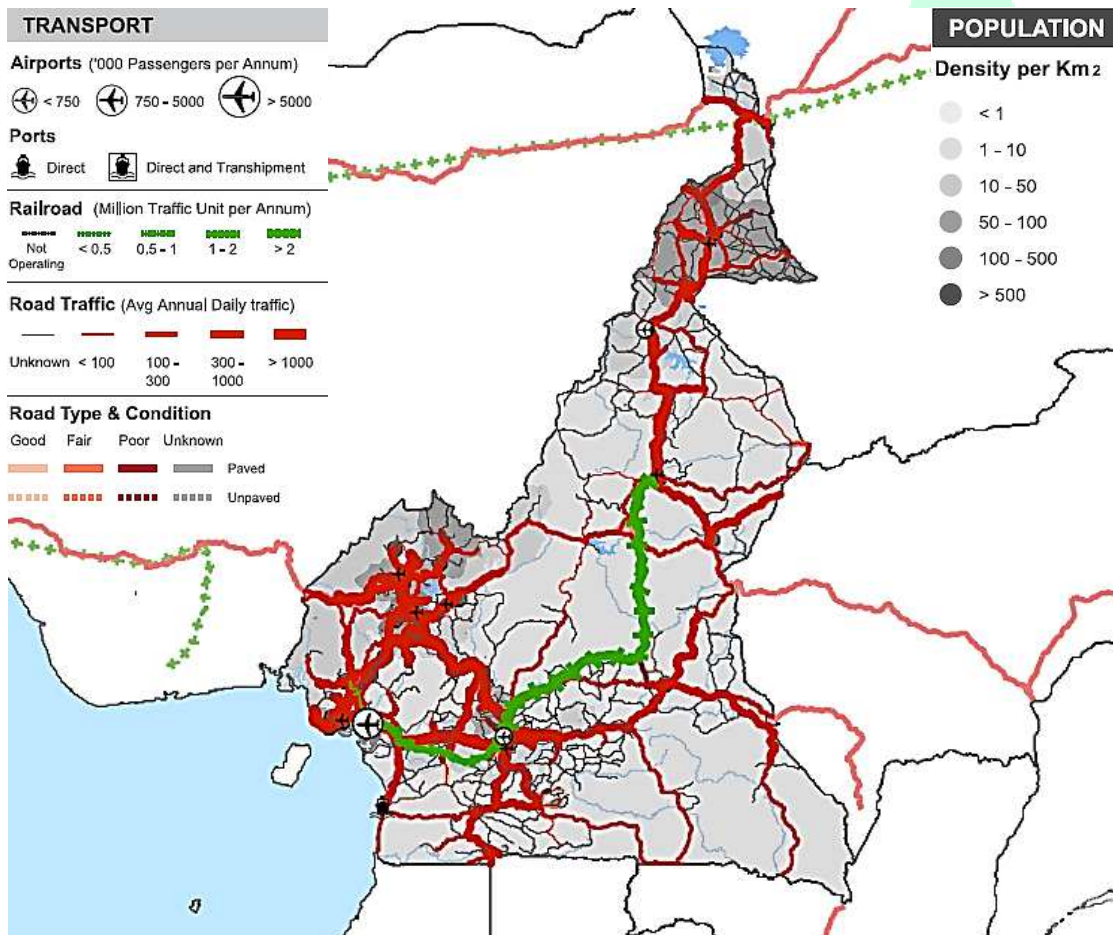 TRANSPORT
Airports ('000 Passengers per Annum)
< 750 750 - 5000 > 5000
Ports
Direct Direct and Transhipment
Railroad (Million Traffic Unit per Annum)
Not Operating < 0.5 0.5 - 1 1 - 2 > 2
Road Traffic (Avg Annual Daily traffic)
Unknown < 100 100 - 300 300 - 1000 > 1000
Road Type & Condition
Good Fair Poor Unknown
Paved
Unpaved
POPULATION
Density per Km2
< 1
1 - 10
10 - 50
50 - 100
100 - 500
> 500